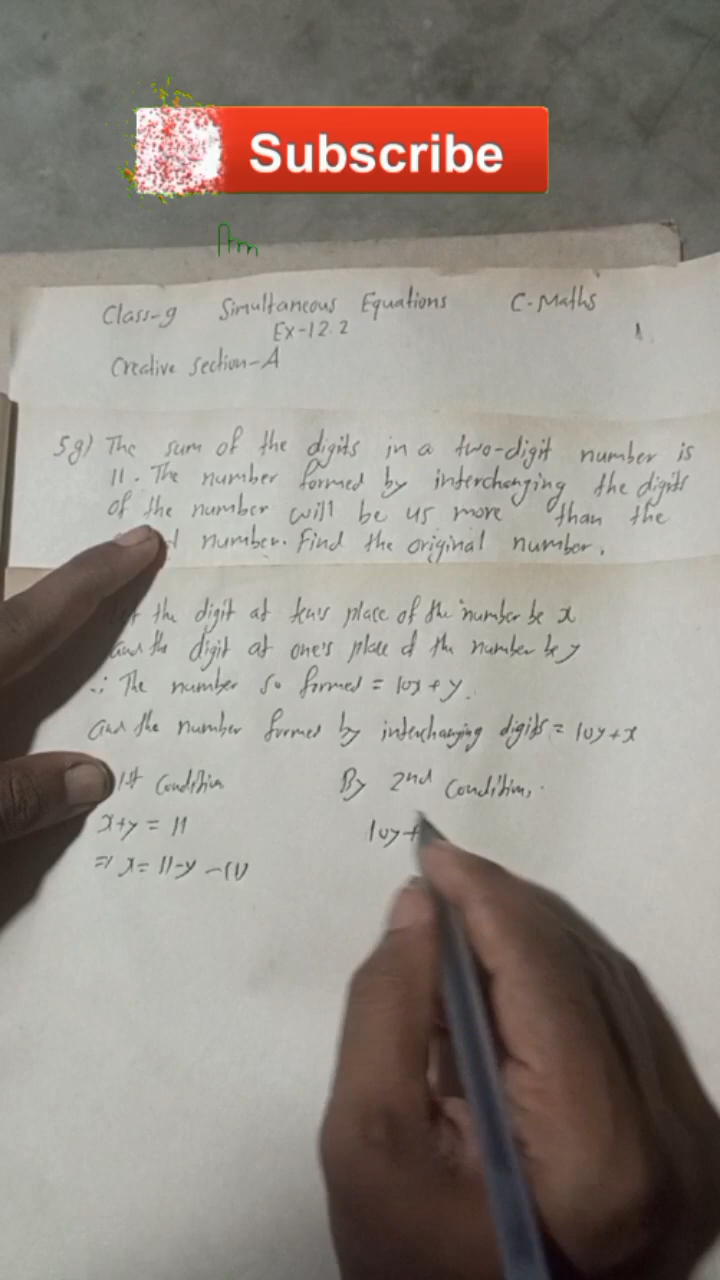 Subscribe
Class-9 Simultaneous Equations C-Maths
Ex-12.2
Creative section-A
5g) The sum of the digits in a two-digit number is
11. The number formed by interchanging the digits
of the number will be us more than the
number. Find the original number.
the digit at ten's place of the number be x
and the digit at one's place of the number be y
∴ The number so formed = 10x + y.
and the number formed by interchanging digits = 10y+x
1st Condition By 2nd Condition,
x+y = 11 10y+
⇒ x = 11-y -(1)